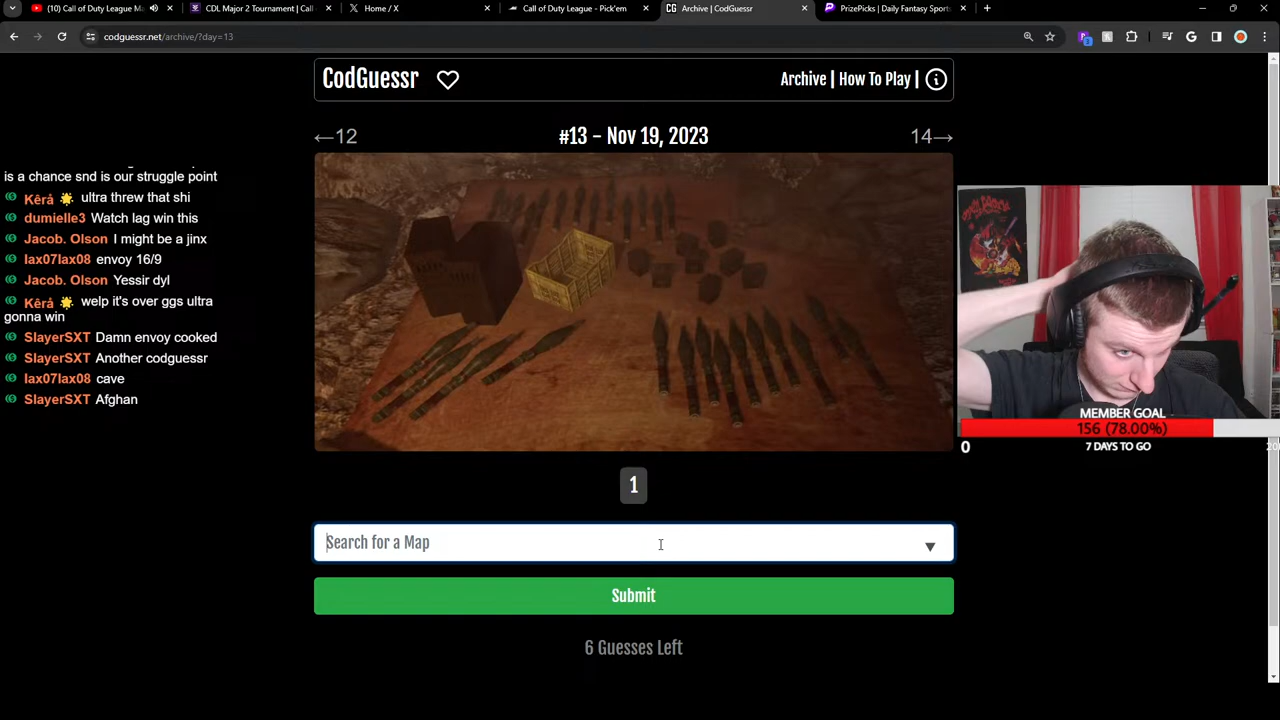 (10) Call of Duty League Ma
CDL Major 2 Tournament | Call
Home / X
Call of Duty League - Pick'em
CG Archive | CodGuessr
PrizePicks | Daily Fantasy Sport
codguessr.net/archive/?day=13
CodGuessr
Archive | How To Play |
←12
#13 - Nov 19, 2023
14→
is a chance snd is our struggle point
Kêrå ultra threw that shi
dumielle3 Watch lag win this
Jacob. Olson I might be a jinx
lax07lax08 envoy 16/9
Jacob. Olson Yessir dyl
Kêrå welp it's over ggs ultra
gonna win
SlayerSXT Damn envoy cooked
SlayerSXT Another codguessr
lax07lax08 cave
SlayerSXT Afghan
MEMBER GOAL
156 (78.00%)
0
7 DAYS TO GO
1
Search for a Map
Submit
6 Guesses Left